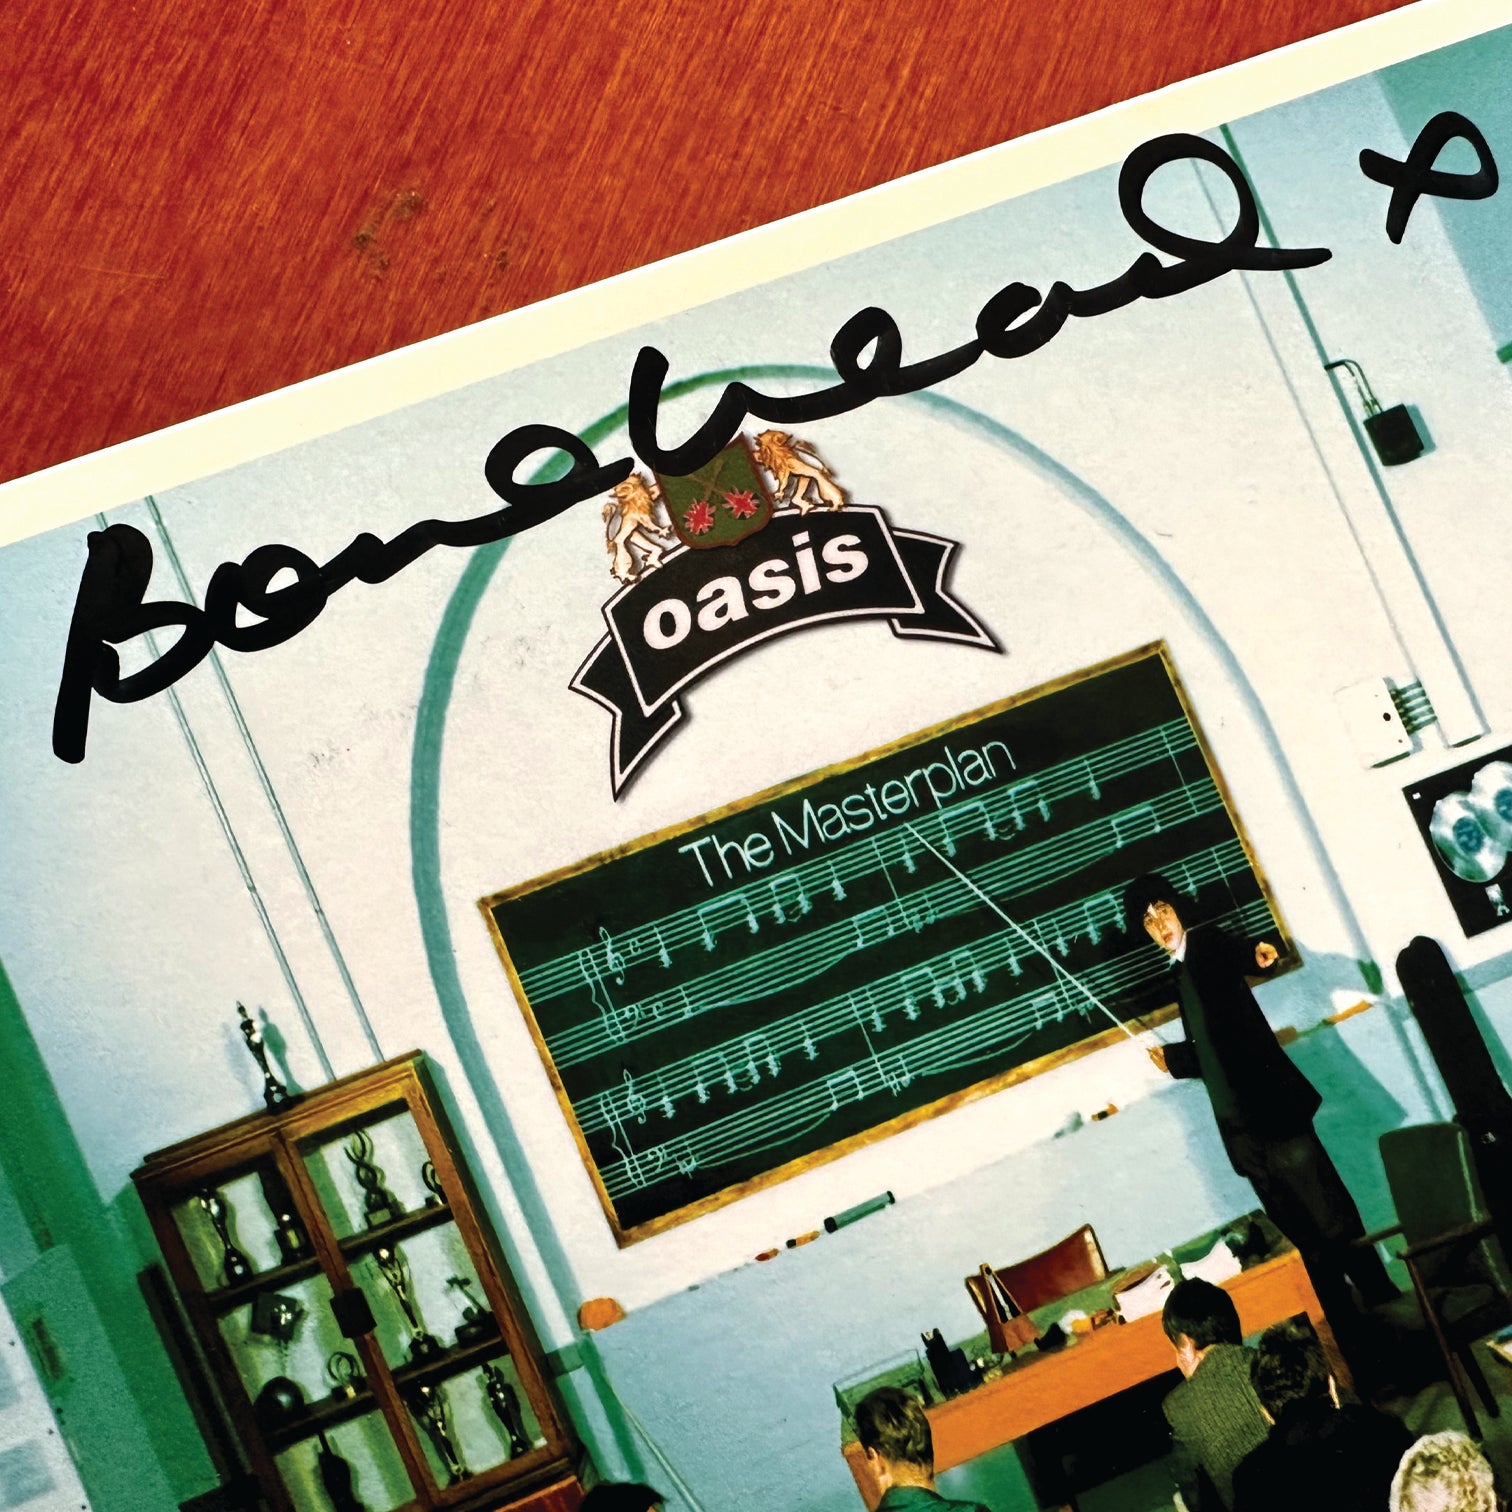 Bonehead x
oasis
The Masterplan